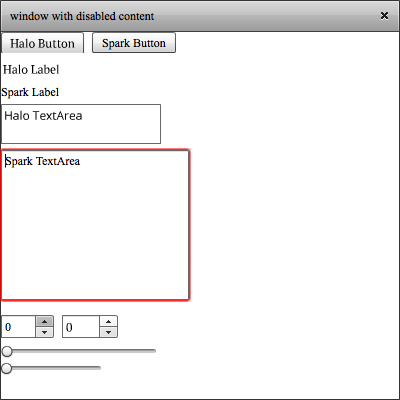 window with disabled content
Halo Button Spark Button
Halo Label
Spark Label
Halo TextArea
Spark TextArea
0 0